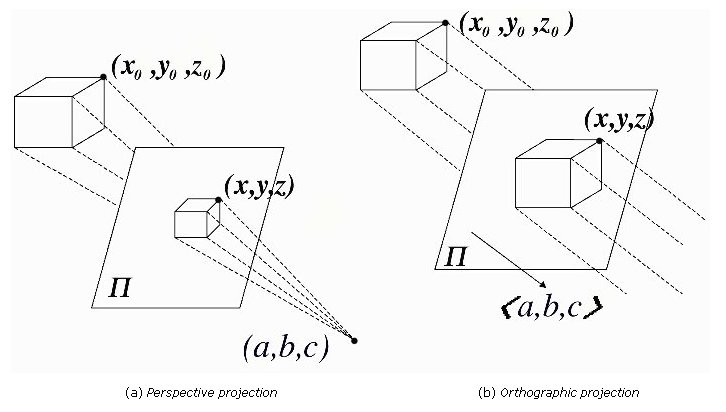 (x₀ ,y₀ ,z₀)
(x,y,z)
Π
(a,b,c)
(a) Perspective projection
(x₀ ,y₀ ,z₀)
(x,y,z)
Π
<a,b,c>
(b) Orthographic projection